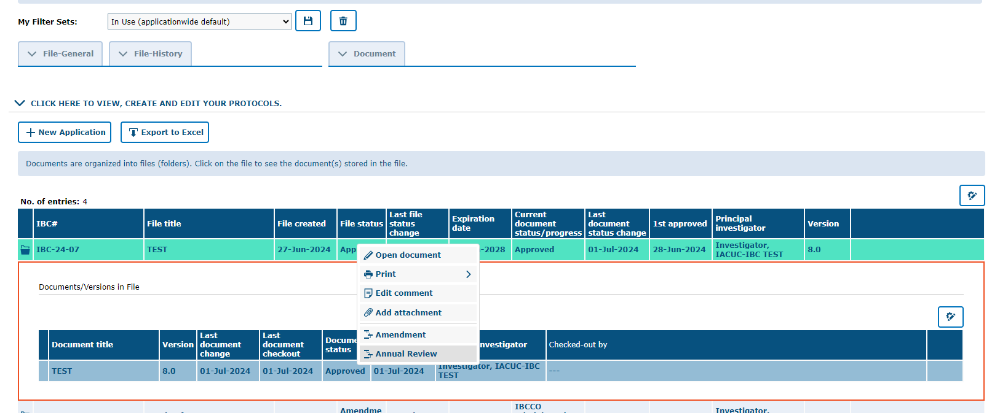 My Filter Sets: In Use (applicationwide default)
File-General File-History Document
CLICK HERE TO VIEW, CREATE AND EDIT YOUR PROTOCOLS.
New Application Export to Excel
Documents are organized into files (folders). Click on the file to see the document(s) stored in the file.
No. of entries: 4
IBC# File title File created File status Last file status change Expiration date Current document status/progress Last document status change 1st approved Principal investigator Version
IBC-24-07 TEST 27-Jun-2024 App -2028 Approved 01-Jul-2024 28-Jun-2024 Investigator, IACUC-IBC TEST 8.0
Open document
Print
Edit comment
Add attachment
Amendment
Annual Review
Documents/Versions in File
Document title Version Last document change Last document checkout Docume status nvestigator Checked-out by
TEST 8.0 01-Jul-2024 01-Jul-2024 Approved 01-Jul-2024 Investigator, IACUC-IBC TEST ---
Amendme IBCCO Investigator,